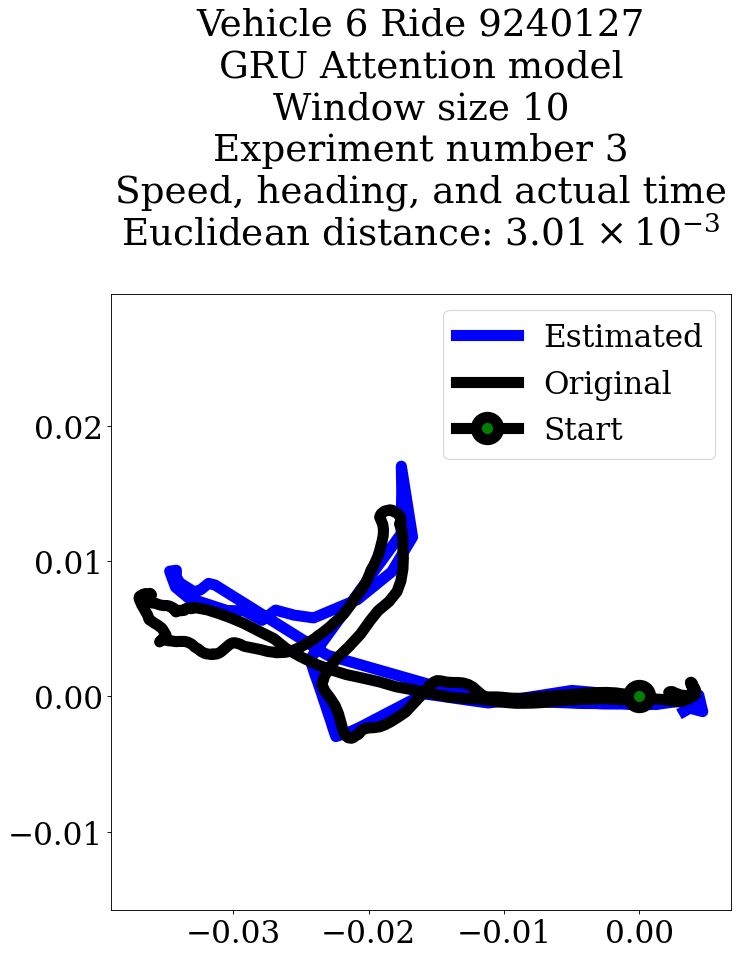 Vehicle 6 Ride 9240127
GRU Attention model
Window size 10
Experiment number 3
Speed, heading, and actual time
Euclidean distance: 3.01 × 10⁻³
Estimated
Original
Start
0.02
0.01
0.00
−0.01
−0.03 −0.02 −0.01 0.00